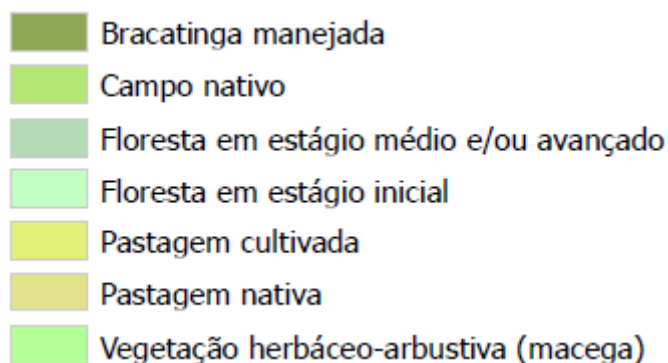 Bracatinga manejada
Campo nativo
Floresta em estágio médio e/ou avançado
Floresta em estágio inicial
Pastagem cultivada
Pastagem nativa
Vegetação herbáceo-arbustiva (macega)